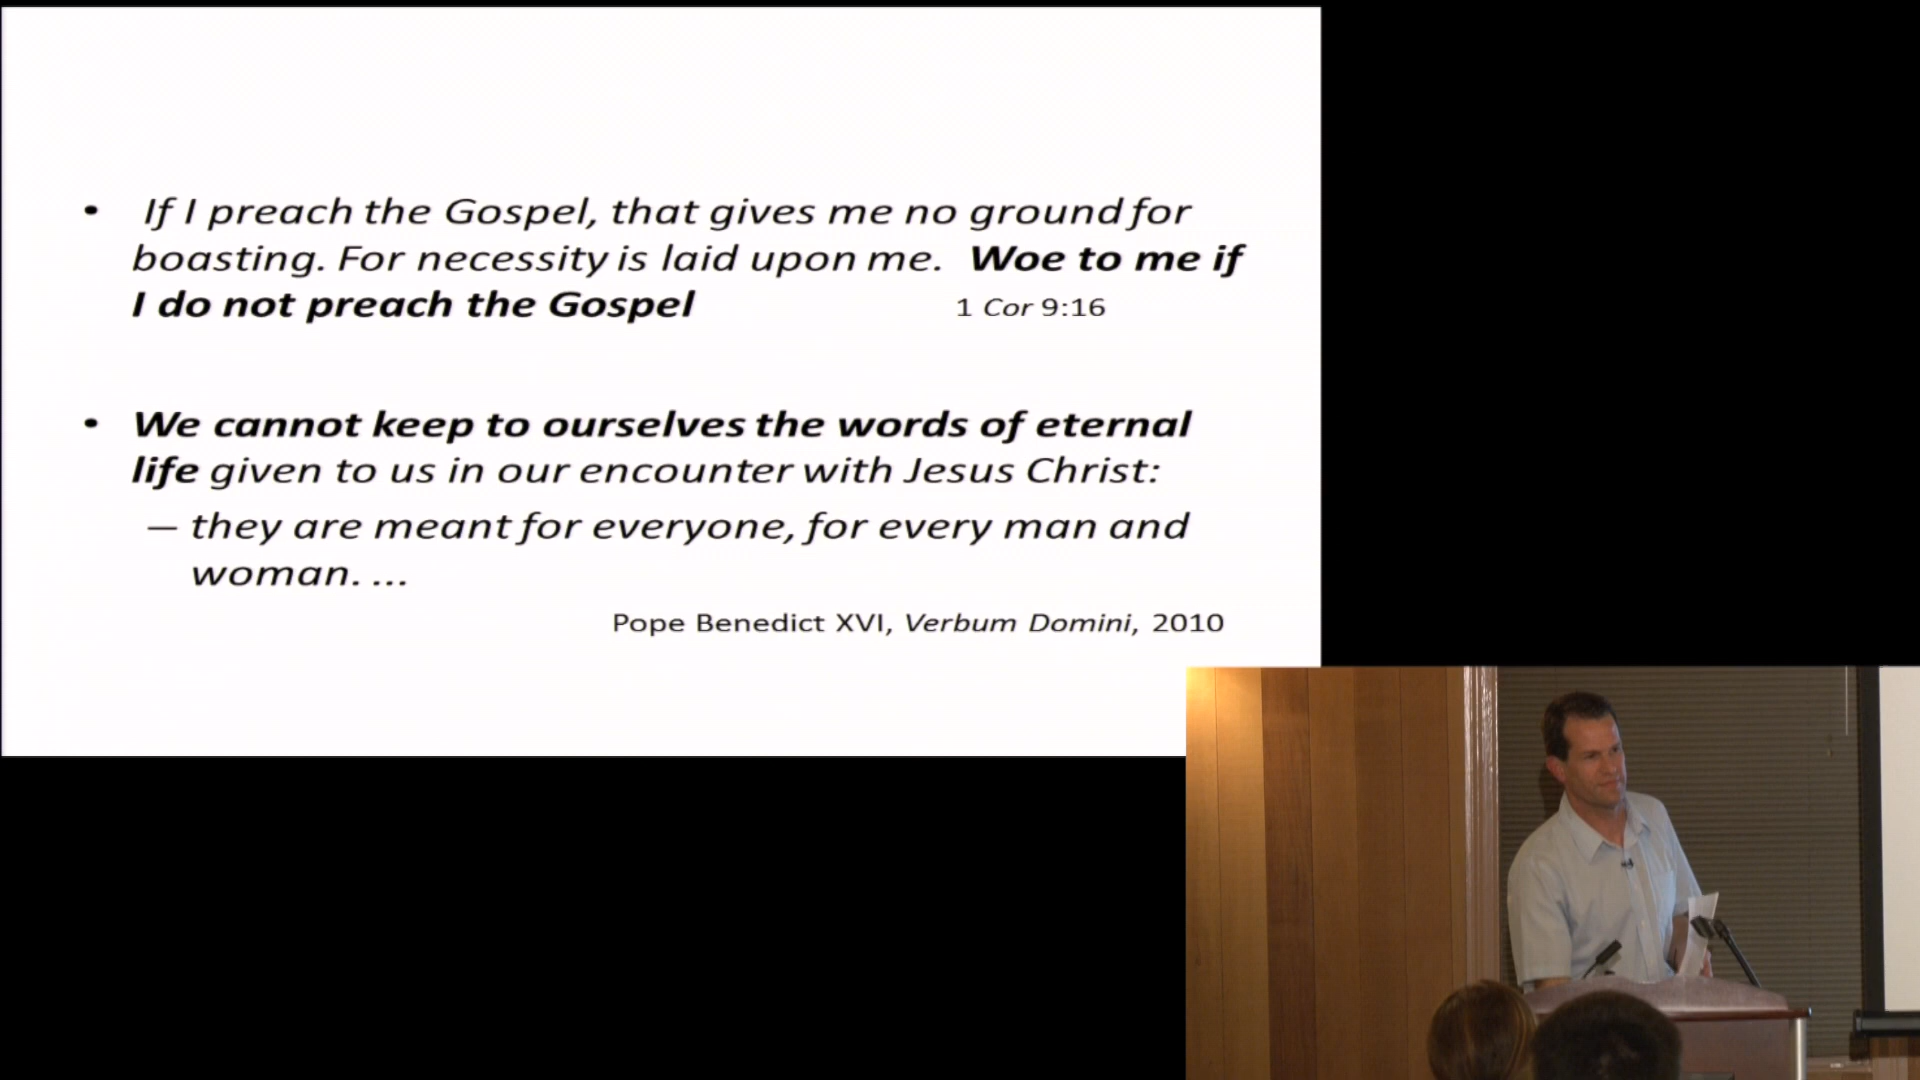 • If I preach the Gospel, that gives me no ground for
boasting. For necessity is laid upon me. Woe to me if
I do not preach the Gospel 1 Cor 9:16
• We cannot keep to ourselves the words of eternal
life given to us in our encounter with Jesus Christ:
– they are meant for everyone, for every man and
woman. ...
Pope Benedict XVI, Verbum Domini, 2010